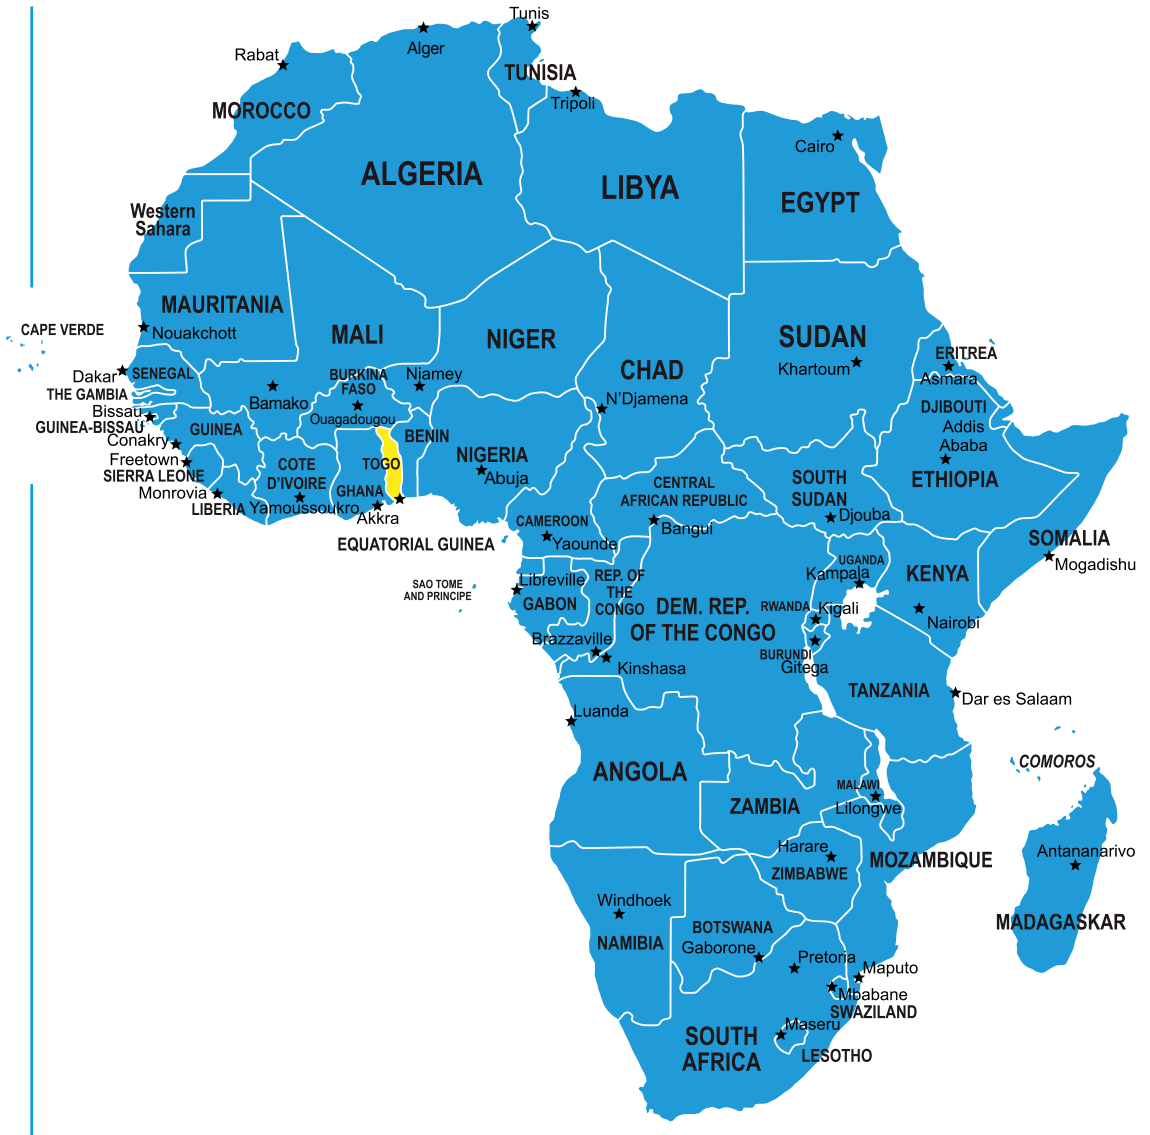 Tunis
Alger
Rabat
TUNISIA
Tripoli
MOROCCO
Cairo
ALGERIA
LIBYA
EGYPT
Western
Sahara
MAURITANIA
Nouakchott
CAPE VERDE
MALI
NIGER
SUDAN
Khartoum
CHAD
N'Djamena
ERITREA
Asmara
Dakar
SENEGAL
THE GAMBIA
Bamako
BURKINA
FASO
Niamey
Ouagadougou
Bissau
GUINEA-BISSAU
GUINEA
Conakry
Freetown
SIERRA LEONE
Monrovia
LIBERIA
COTE
D'IVOIRE
Yamoussoukro
GHANA
Akkra
TOGO
BENIN
NIGERIA
Abuja
DJIBOUTI
Addis
Ababa
ETHIOPIA
CENTRAL
AFRICAN REPUBLIC
Bangui
SOUTH
SUDAN
Djouba
CAMEROON
Yaounde
EQUATORIAL GUINEA
SOMALIA
Mogadishu
SAO TOME
AND PRINCIPE
Libreville
GABON
REP. OF
THE
CONGO
Brazzaville
Kinshasa
DEM. REP.
OF THE CONGO
UGANDA
Kampala
KENYA
Nairobi
RWANDA
Kigali
BURUNDI
Gitega
TANZANIA
Dar es Salaam
Luanda
ANGOLA
ZAMBIA
MALAWI
Lilongwe
COMOROS
Harare
ZIMBABWE
MOZAMBIQUE
Antananarivo
MADAGASKAR
Windhoek
NAMIBIA
BOTSWANA
Gaborone
Pretoria
Maputo
Mbabane
SWAZILAND
Maseru
LESOTHO
SOUTH
AFRICA